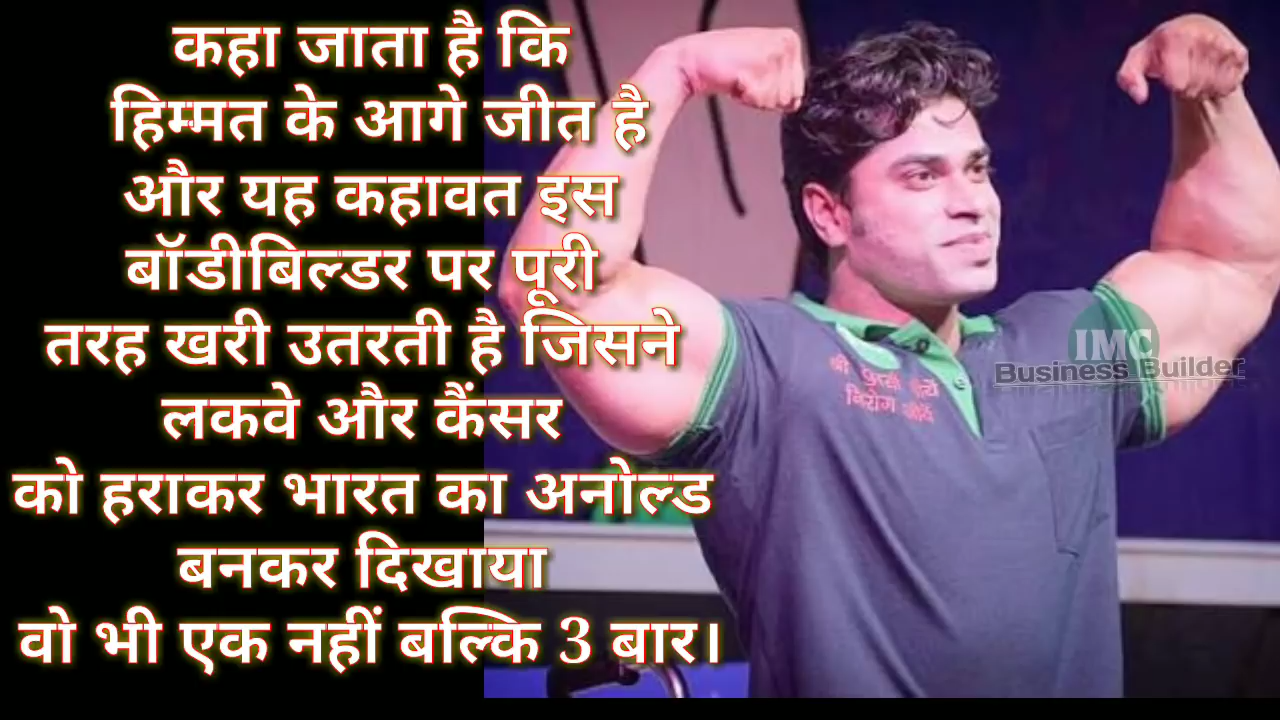 कहा जाता है कि
हिम्मत के आगे जीत है
और यह कहावत इस
बॉडीबिल्डर पर पूरी
तरह खरी उतरती है जिसने
लकवे और कैंसर
को हराकर भारत का अनोल्ड
बनकर दिखाया
वो भी एक नहीं बल्कि 3 बार।
IMC
Business Builder
श्री
निरोग